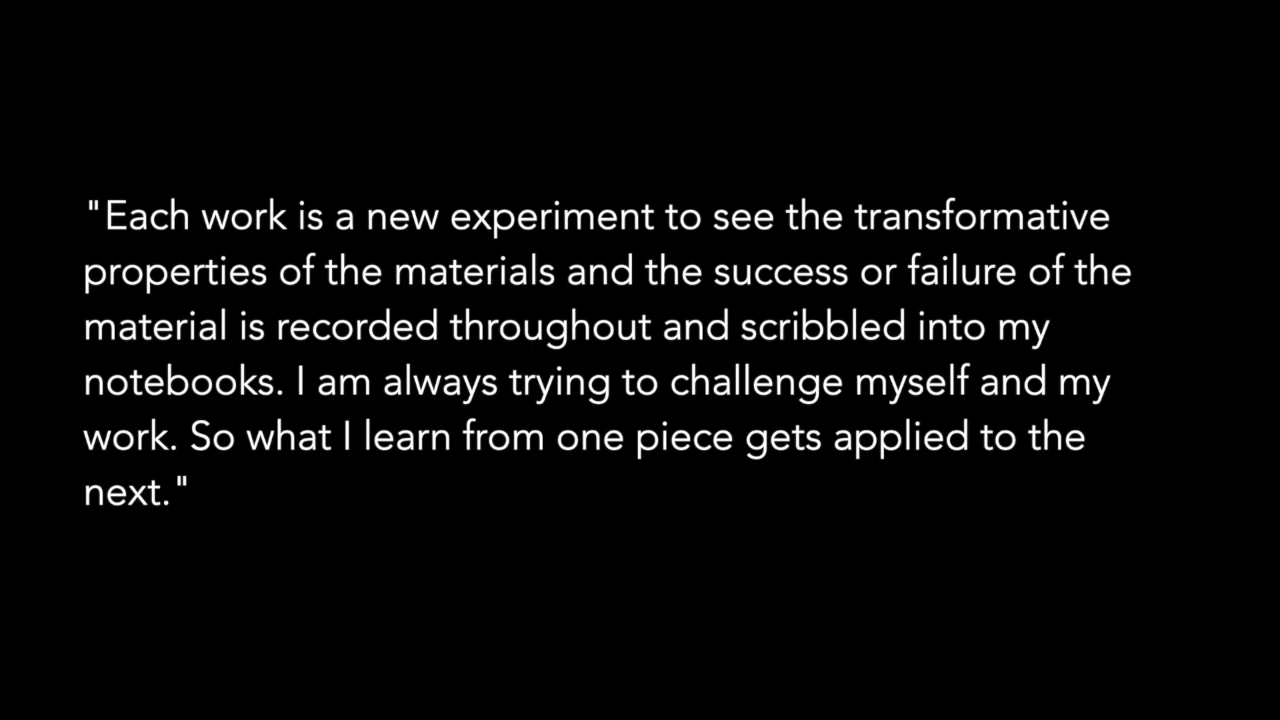 "Each work is a new experiment to see the transformative
properties of the materials and the success or failure of the
material is recorded throughout and scribbled into my
notebooks. I am always trying to challenge myself and my
work. So what I learn from one piece gets applied to the
next."